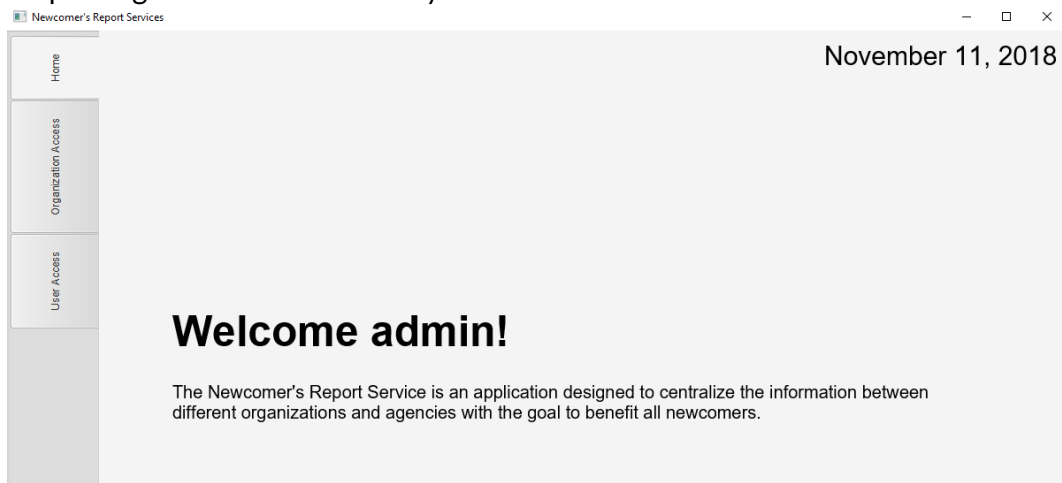 Newcomer's Report Services
November 11, 2018
Home
Organization Access
User Access
Welcome admin!
The Newcomer's Report Service is an application designed to centralize the information between
different organizations and agencies with the goal to benefit all newcomers.